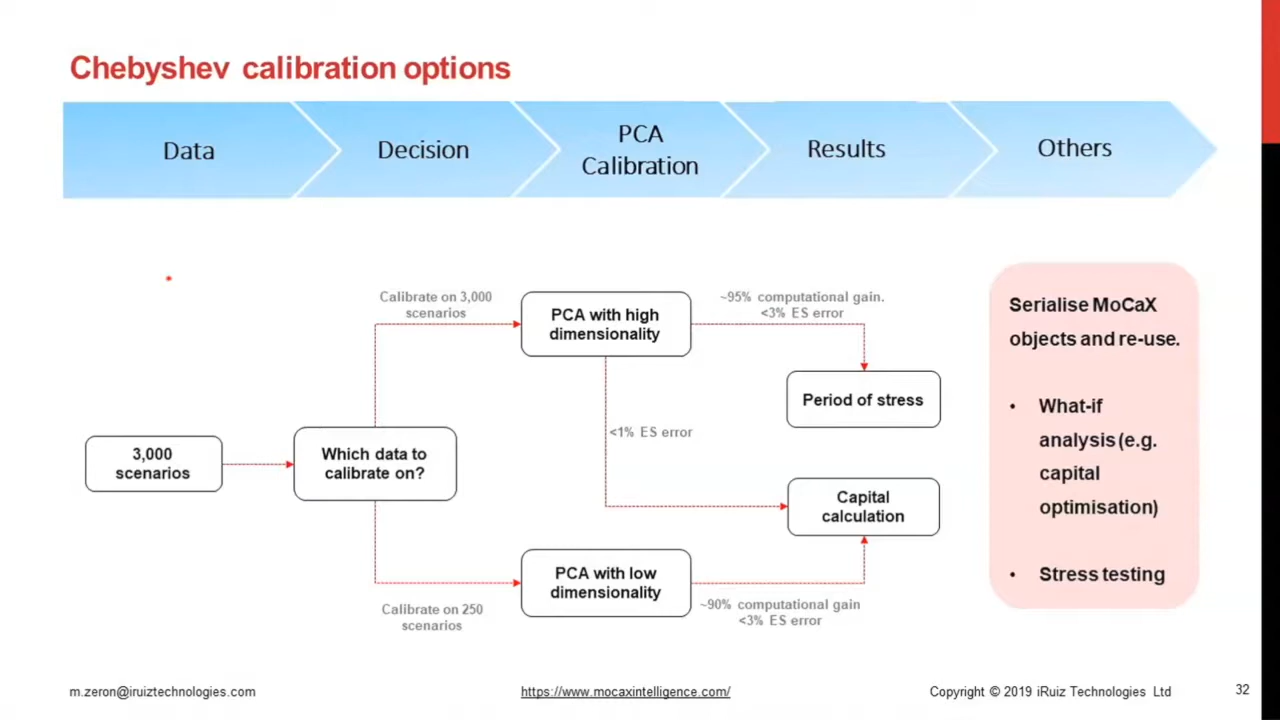 Chebyshev calibration options
Data
Decision
PCA
Calibration
Results
Others
3,000
scenarios
Which data to
calibrate on?
Calibrate on 3,000
scenarios
Calibrate on 250
scenarios
PCA with high
dimensionality
PCA with low
dimensionality
~95% computational gain.
<3% ES error
<1% ES error
~90% computational gain
<3% ES error
Period of stress
Capital
calculation
Serialise MoCaX
objects and re-use.
• What-if
analysis (e.g.
capital
optimisation)
• Stress testing
m.zeron@iruiztechnologies.com
https://www.mocaxintelligence.com/
Copyright © 2019 iRuiz Technologies Ltd
32